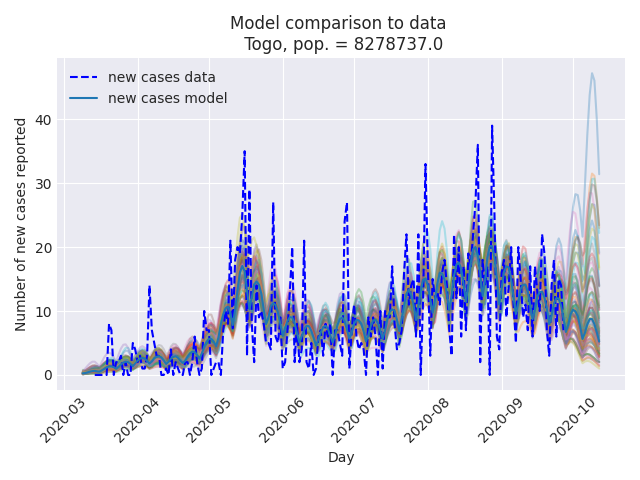 Model comparison to data
Togo, pop. = 8278737.0
new cases data
new cases model
Number of new cases reported
40
30
20
10
0
2020-03
2020-04
2020-05
2020-06
2020-07
2020-08
2020-09
2020-10
Day